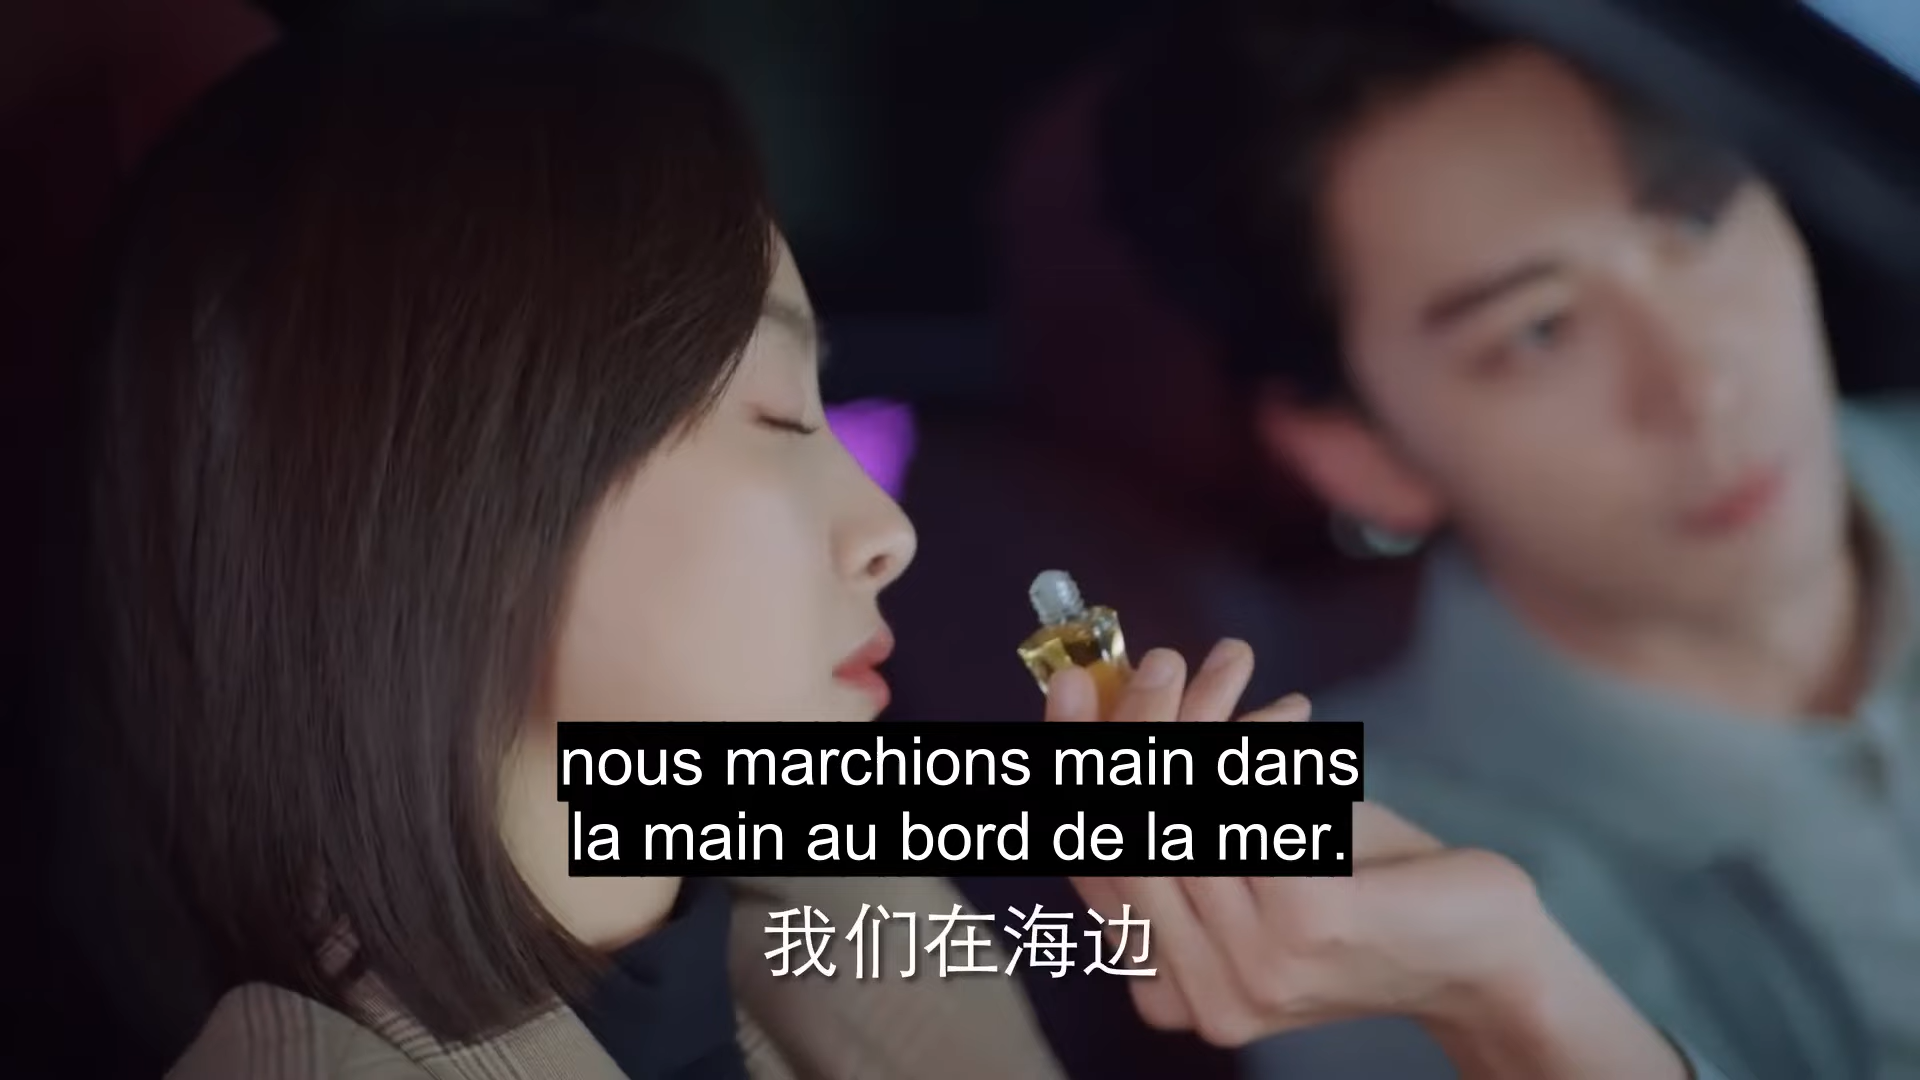 nous marchions main dans
la main au bord de la mer.
我们在海边